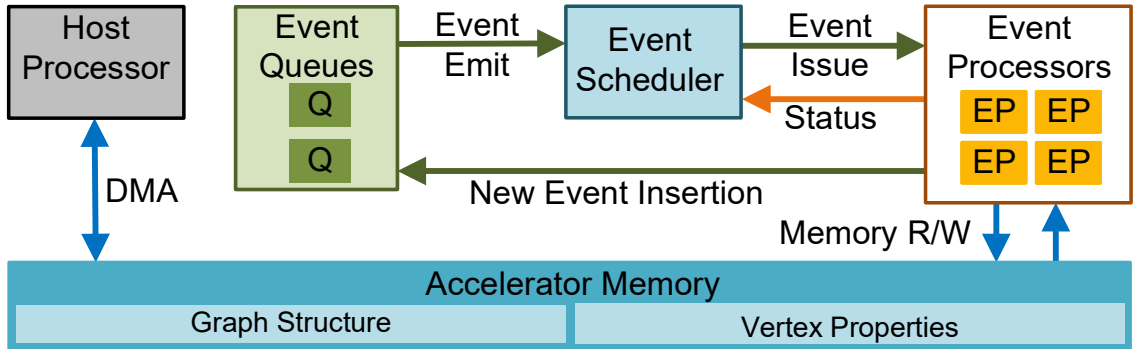 Host
Processor
Event
Queues
Q
Q
Event
Emit
Event
Scheduler
Event
Issue
Status
Event
Processors
EP EP
EP EP
New Event Insertion
DMA
Memory R/W
Accelerator Memory
Graph Structure
Vertex Properties